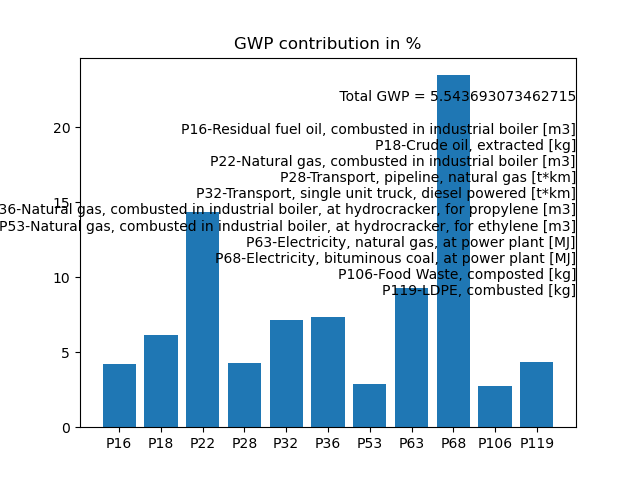 GWP contribution in %
Total GWP = 5.543693073462715
P16-Residual fuel oil, combusted in industrial boiler [m3]
P18-Crude oil, extracted [kg]
P22-Natural gas, combusted in industrial boiler [m3]
P28-Transport, pipeline, natural gas [t*km]
P32-Transport, single unit truck, diesel powered [t*km]
36-Natural gas, combusted in industrial boiler, at hydrocracker, for propylene [m3]
P53-Natural gas, combusted in industrial boiler, at hydrocracker, for ethylene [m3]
P63-Electricity, natural gas, at power plant [MJ]
P68-Electricity, bituminous coal, at power plant [MJ]
P106-Food Waste, composted [kg]
P119-LDPE, combusted [kg]
20
15
10
5
0
P16 P18 P22 P28 P32 P36 P53 P63 P68 P106 P119